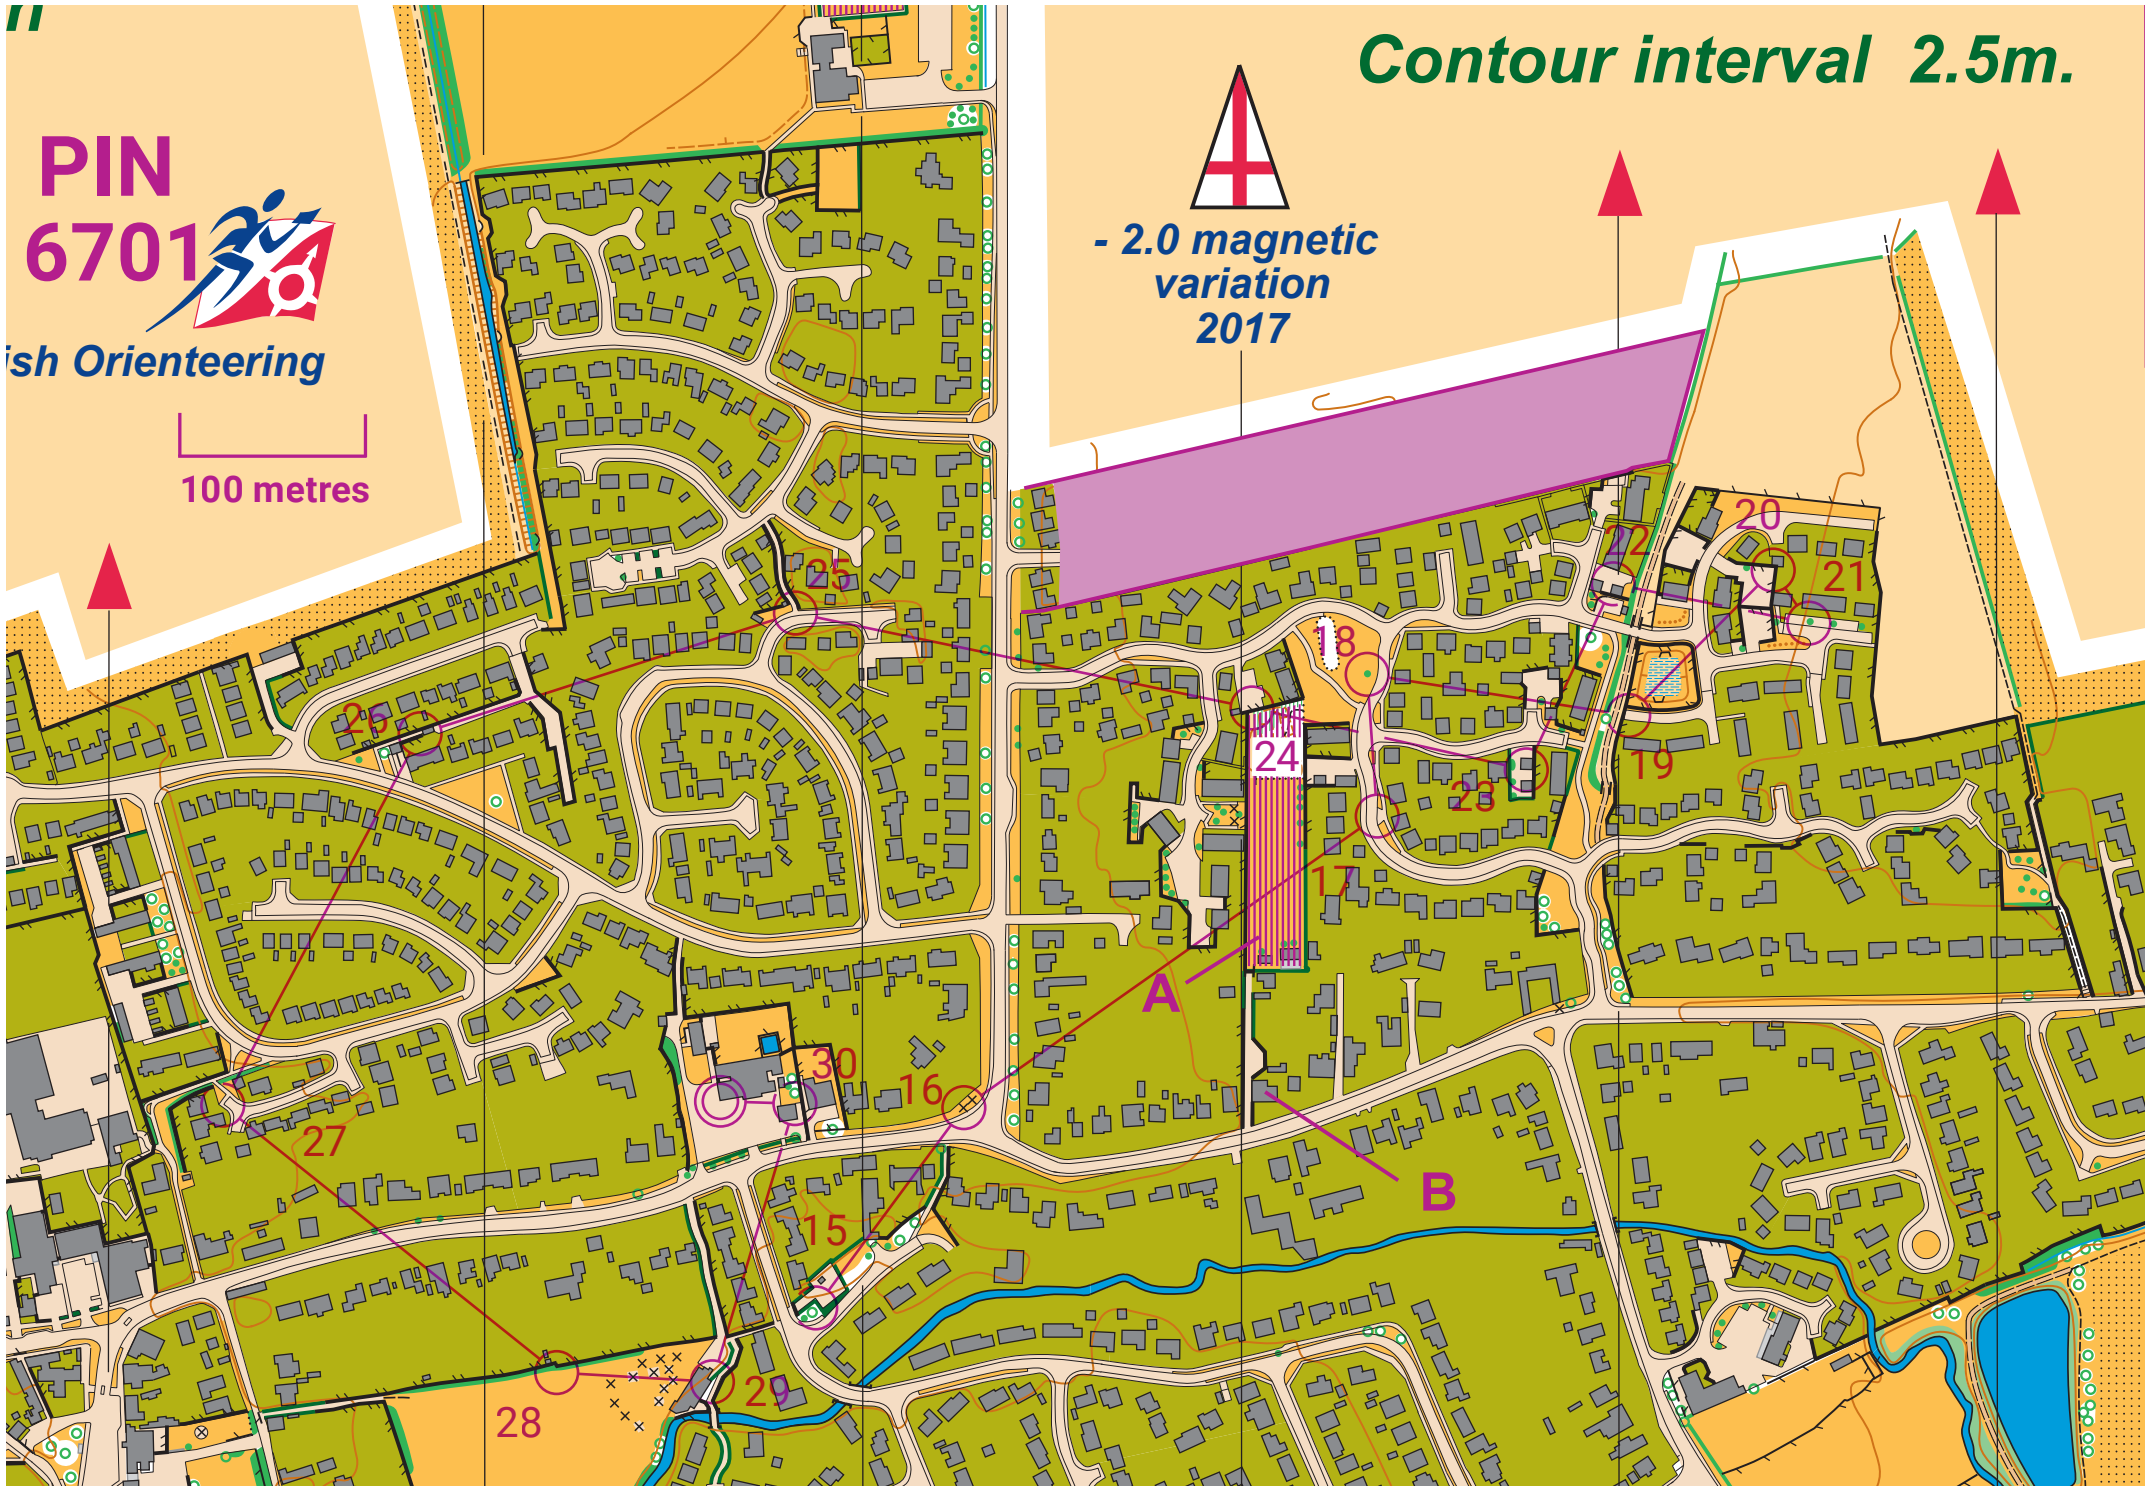 n
Contour interval 2.5m.
PIN
6701
ish Orienteering
100 metres
- 2.0 magnetic
variation
2017
20
22
21
25
18
26
24
19
23
17
A
30
16
27
B
15
29
28